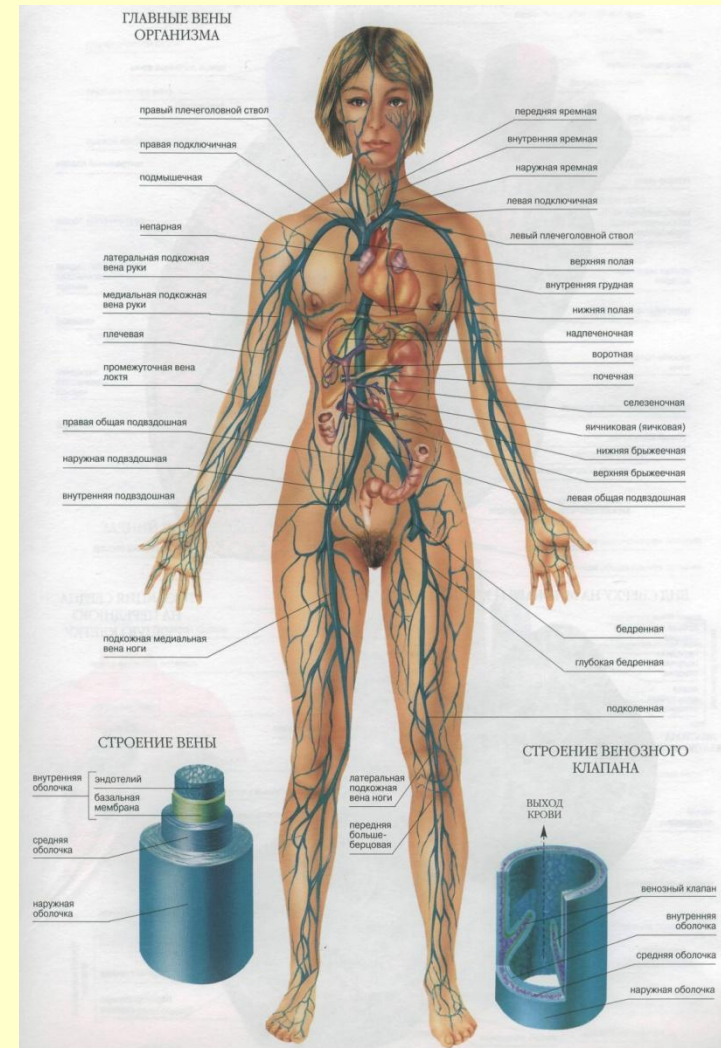 ГЛАВНЫЕ ВЕНЫ
ОРГАНИЗМА
правый плечеголовной ствол
правая подключичная
подмышечная
непарная
латеральная подкожная
вена руки
медиальная подкожная
вена руки
плечевая
промежуточная вена
локтя
правая общая подвздошная
наружная подвздошная
внутренняя подвздошная
подкожная медиальная
вена ноги
передняя яремная
внутренняя яремная
наружная яремная
левая подключичная
левый плечеголовной ствол
верхняя полая
внутренняя грудная
нижняя полая
надпеченочная
воротная
почечная
селезеночная
яичниковая (яичковая)
нижняя брыжеечная
верхняя брыжеечная
левая общая подвздошная
бедренная
глубокая бедренная
подколенная
латеральная
подкожная
вена ноги
передняя
больше-
берцовая
СТРОЕНИЕ ВЕНЫ
внутренняя
оболочка
эндотелий
базальная
мембрана
средняя
оболочка
наружная
оболочка
СТРОЕНИЕ ВЕНОЗНОГО
КЛАПАНА
ВЫХОД
КРОВИ
венозный клапан
внутренняя
оболочка
средняя оболочка
наружная оболочка